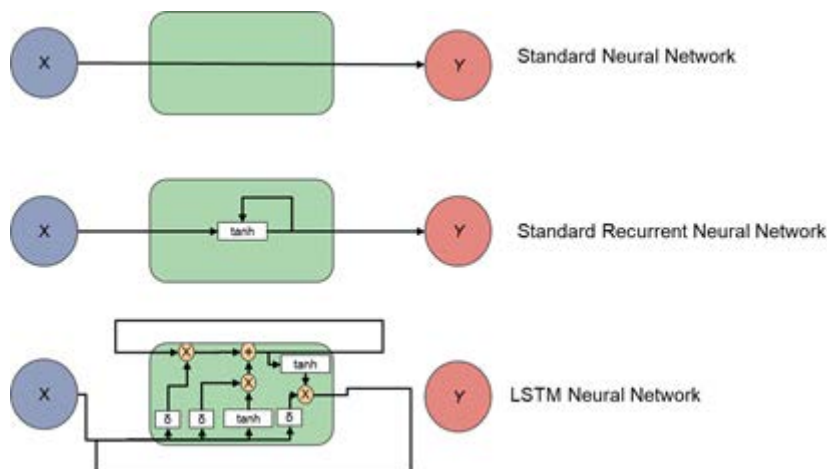 X
Y
Standard Neural Network
X
tanh
Y
Standard Recurrent Neural Network
X
+
tanh
X
X
X
δ
δ
tanh
δ
Y
LSTM Neural Network